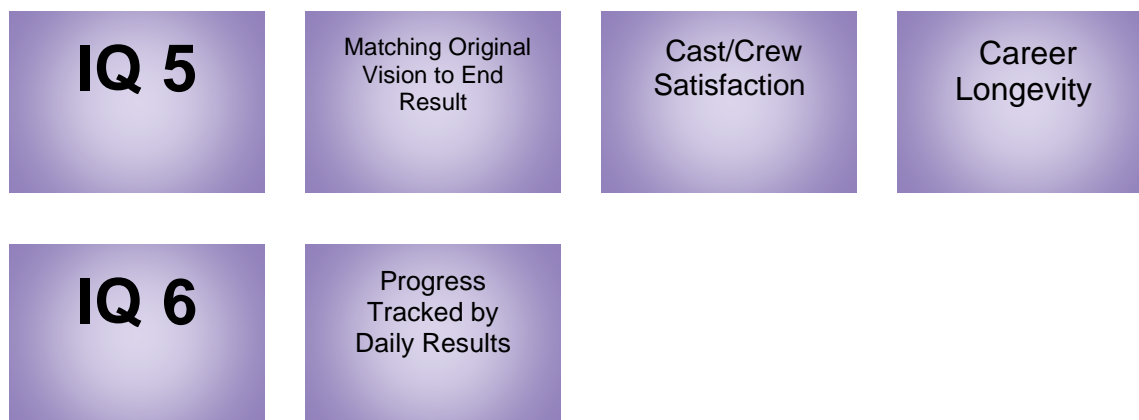 IQ 5
Matching Original
Vision to End
Result
Cast/Crew
Satisfaction
Career
Longevity
IQ 6
Progress
Tracked by
Daily Results